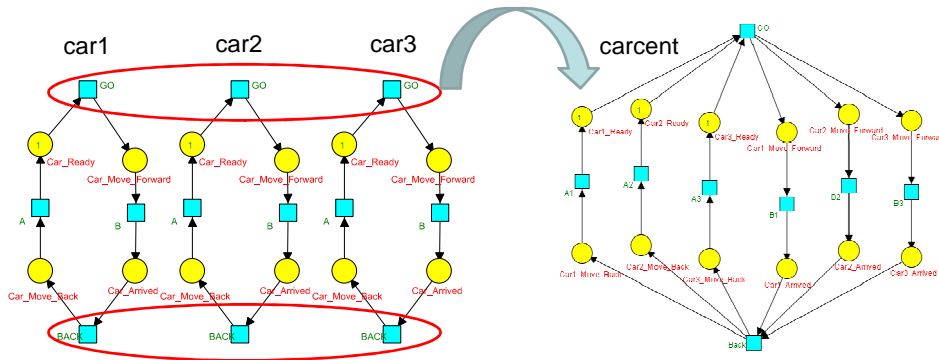 car1
car2
car3
carcent
GO
GO
GO
GO
1
1
1
Car_Ready
Car_Ready
Car_Ready
Car_Move_Forward
Car_Move_Forward
Car_Move_Forward
A
B
A
B
A
B
Car_Move_Back
Car_Arrived
Car_Move_Back
Car_Arrived
Car_Move_Back
Car_Arrived
BACK
BACK
BACK
1
1
1
Car1_Ready
Car2_Ready
Car3_Ready
Car1_Move_Forward
Car2_Move_Forward
Car3_Move_Forwa
A1
A2
A3
B1
B3
Car1_Move_Back
Car2_Move_Back
Car3_Move_Back
Car1_Arrived
Car2_Arrived
Car3_Arrived
Back